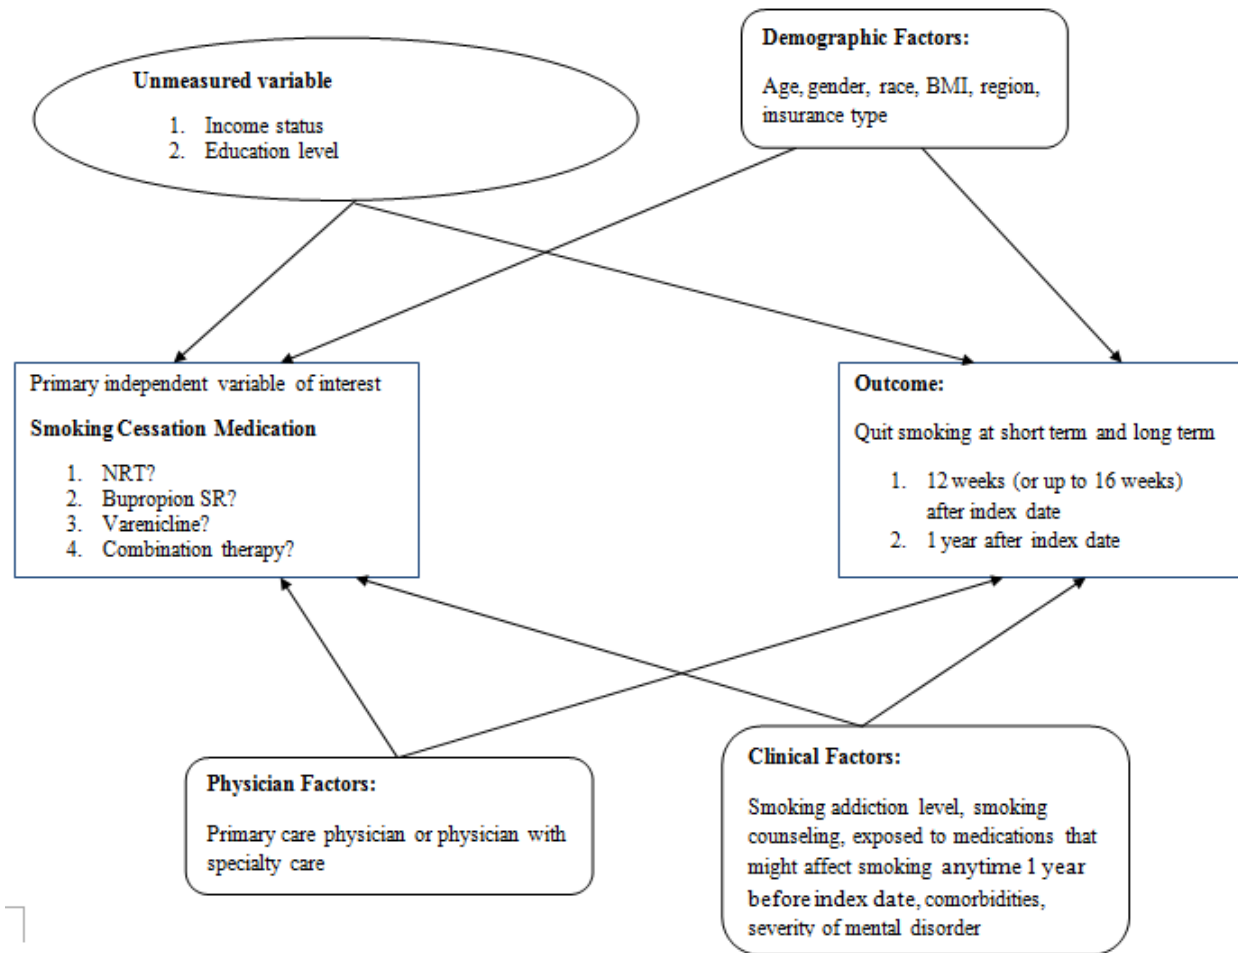 Unmeasured variable
1. Income status
2. Education level
Demographic Factors:
Age, gender, race, BMI, region,
insurance type
Primary independent variable of interest
Smoking Cessation Medication
1. NRT?
2. Bupropion SR?
3. Varenicline?
4. Combination therapy?
Outcome:
Quit smoking at short term and long term
1. 12 weeks (or up to 16 weeks)
after index date
2. 1 year after index date
Physician Factors:
Primary care physician or physician with
specialty care
Clinical Factors:
Smoking addiction level, smoking
counseling, exposed to medications that
might affect smoking anytime 1 year
before index date, comorbidities,
severity of mental disorder